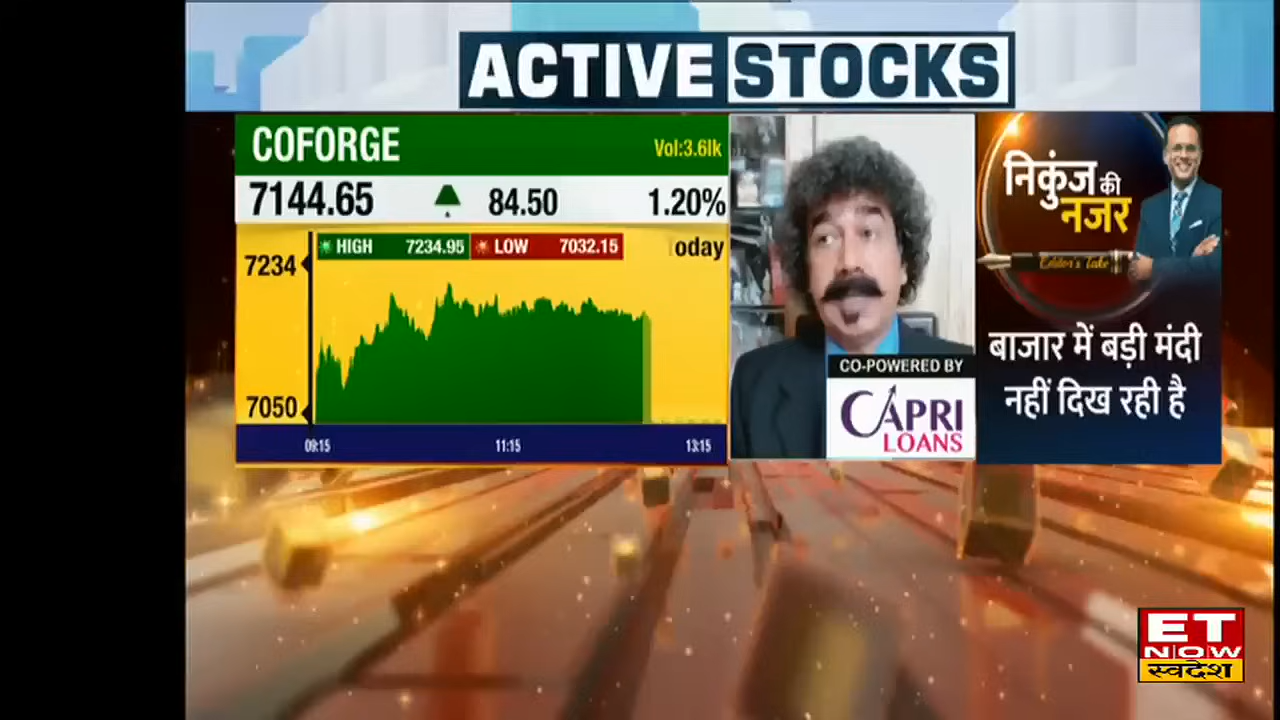 ACTIVE STOCKS
COFORGE Vol:3.6lk
7144.65 84.50 1.20%
HIGH 7234.95 LOW 7032.15 oday
7234
7050
09:15 11:15 13:15
CO-POWERED BY
CAPRI
LOANS
निकुंज की
नजर
Editor's Take
बाजार में बड़ी मंदी
नहीं दिख रही है
ET
NOW
स्वदेश